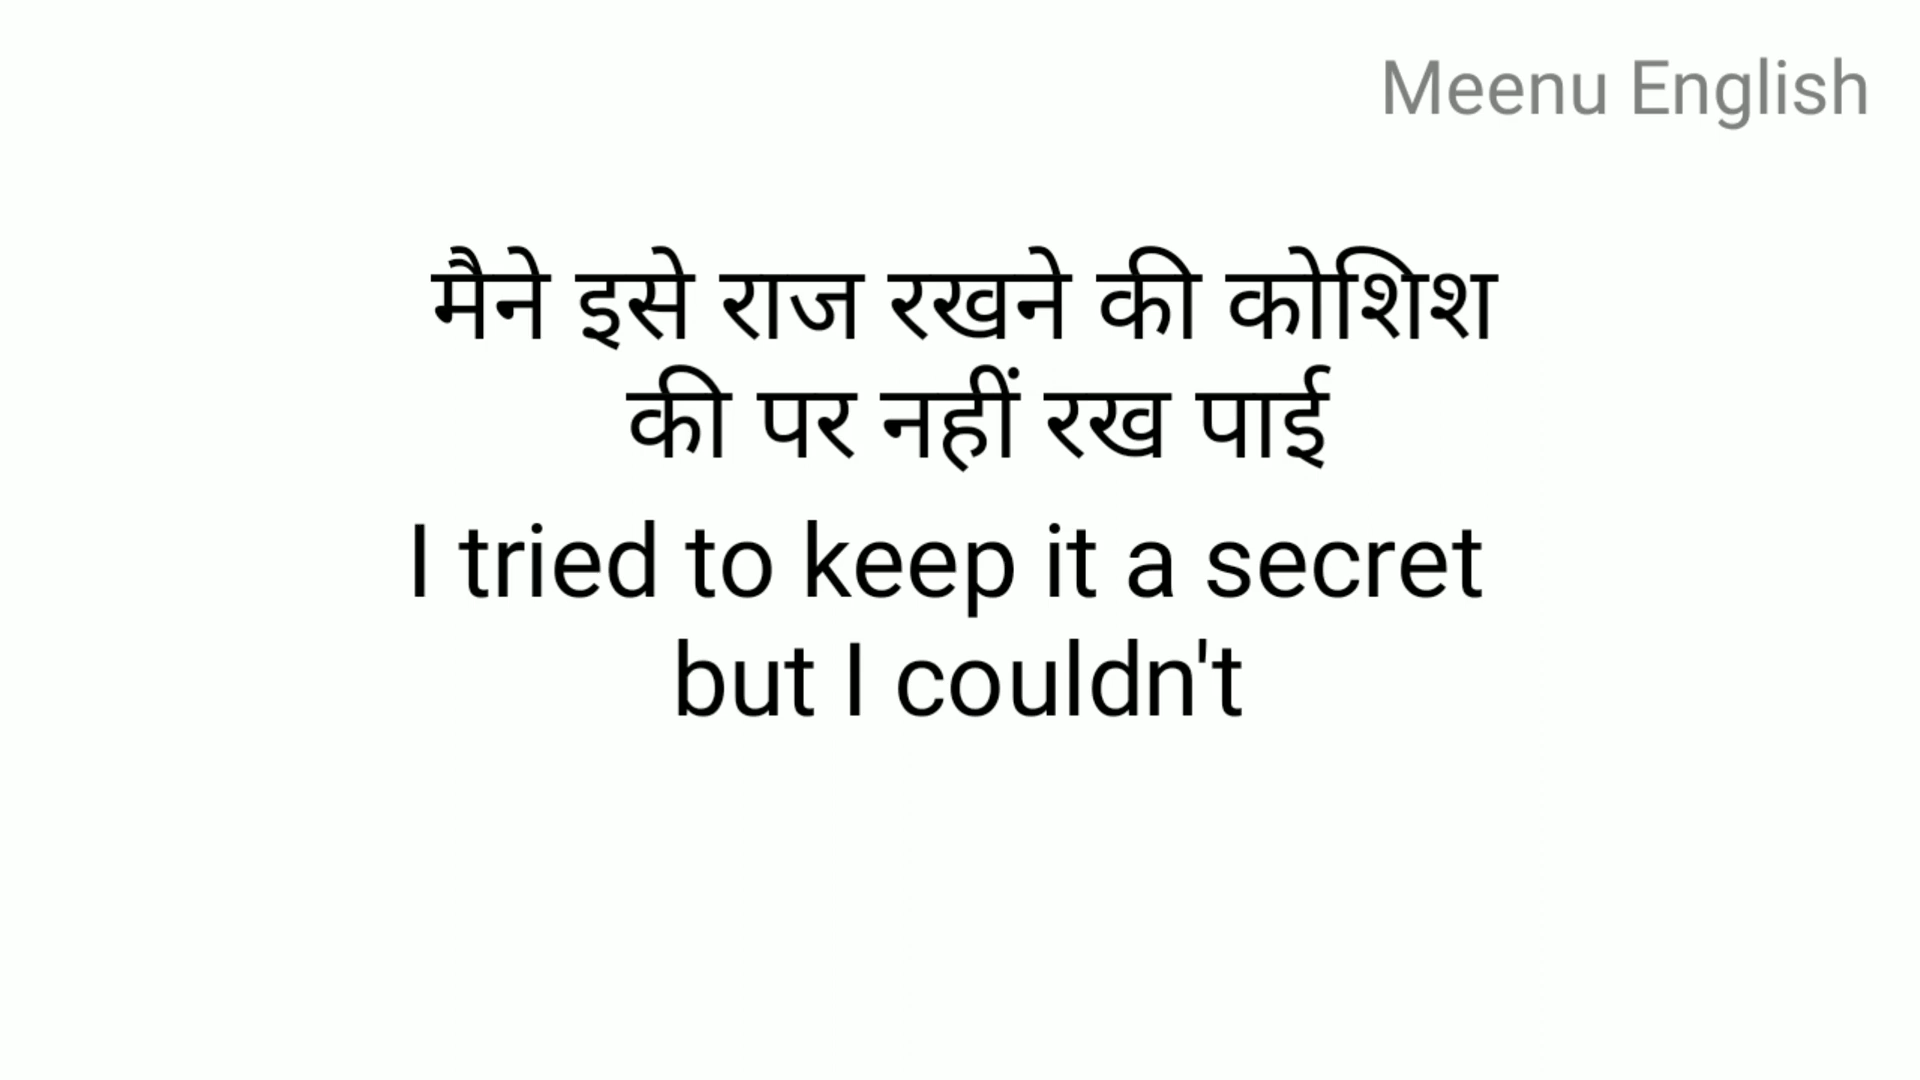 Meenu English
मैने इसे राज रखने की कोशिश
की पर नहीं रख पाई
I tried to keep it a secret
but I couldn't